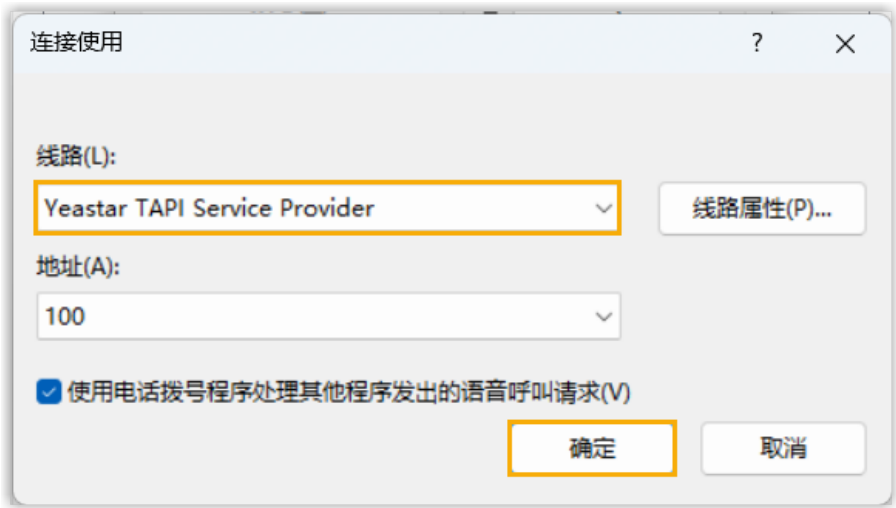 连接使用
线路(L):
Yeastar TAPI Service Provider
线路属性(P)...
地址(A):
100
使用电话拨号程序处理其他程序发出的语音呼叫请求(V)
确定
取消